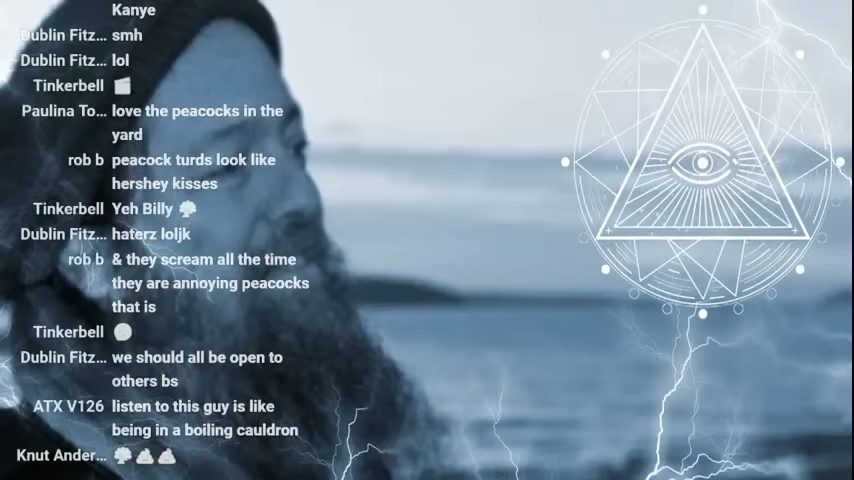 Kanye
Dublin Fitz... smh
Dublin Fitz... lol
Tinkerbell
Paulina To... love the peacocks in the
yard
rob b peacock turds look like
hershey kisses
Tinkerbell Yeh Billy 🌳
Dublin Fitz... haterz loljk
rob b & they scream all the time
they are annoying peacocks
that is
Tinkerbell
Dublin Fitz... we should all be open to
others bs
ATX V126 listen to this guy is like
being in a boiling cauldron
Knut Ander... 🌳💩💩